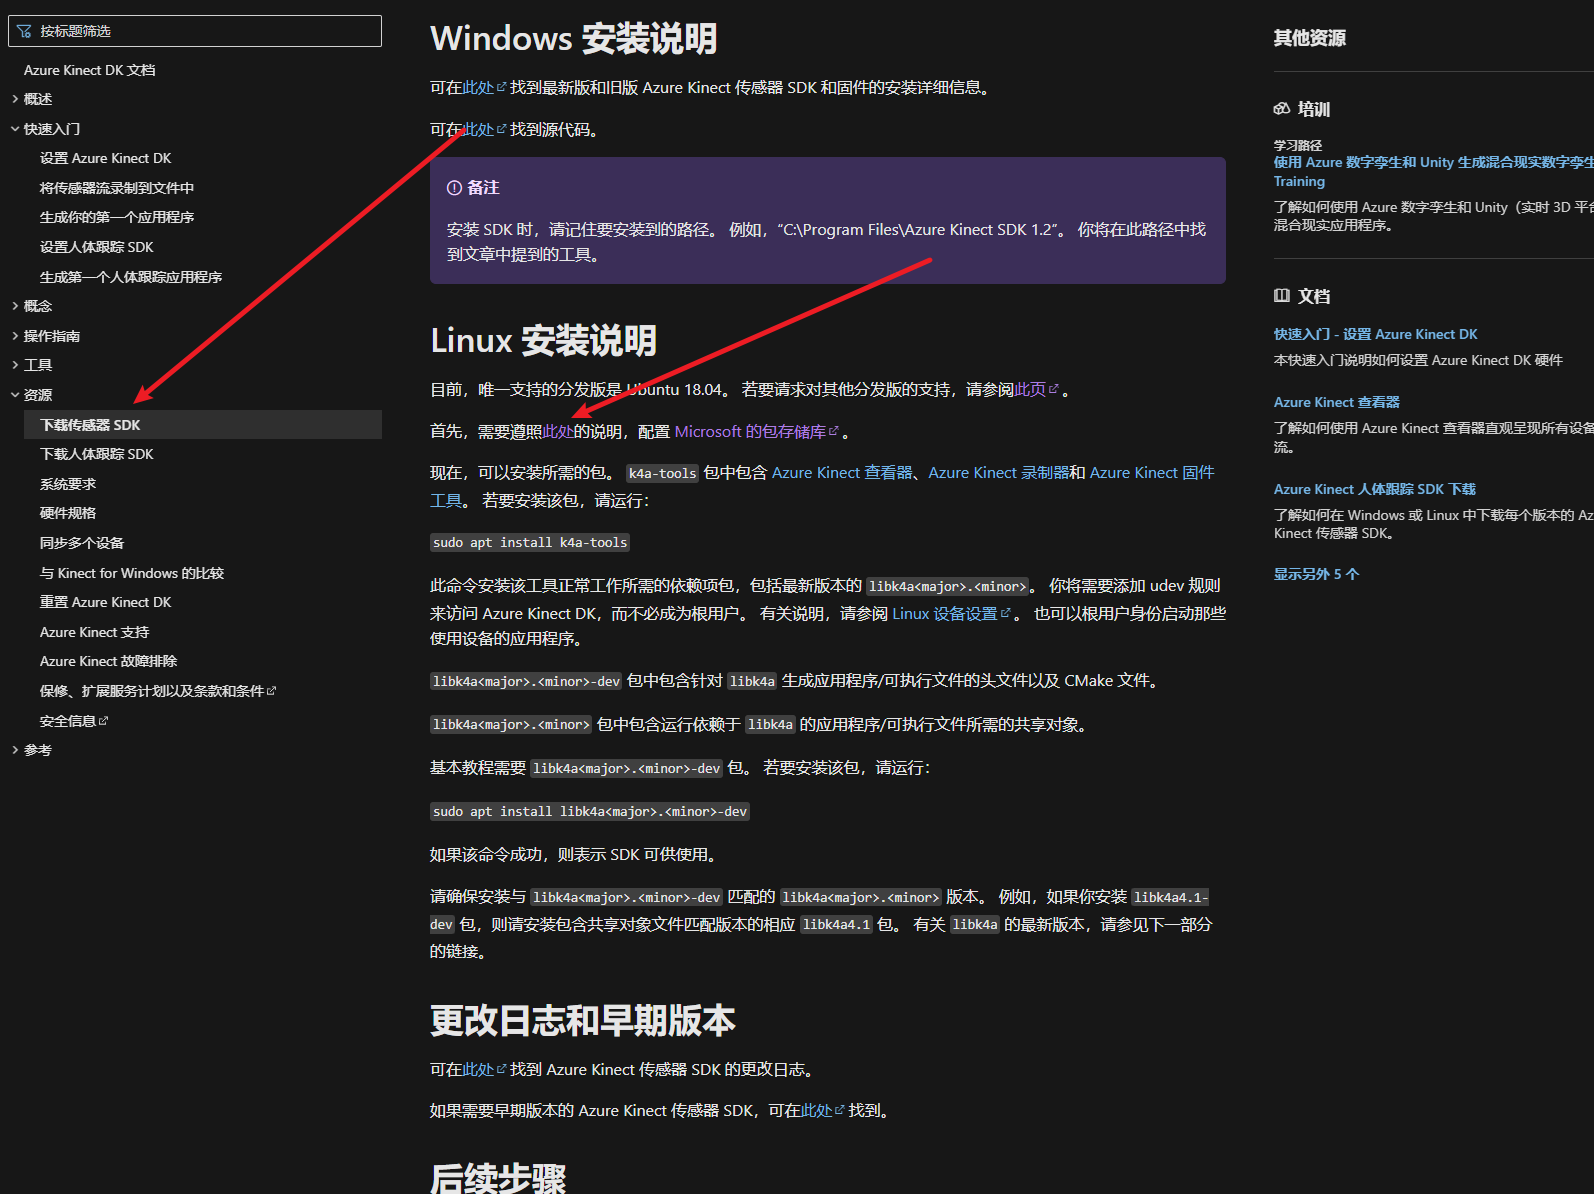 按标题筛选
Azure Kinect DK 文档
概述
快速入门
设置 Azure Kinect DK
将传感器流录制到文件中
生成你的第一个应用程序
设置人体跟踪 SDK
生成第一个人体跟踪应用程序
概念
操作指南
工具
资源
下载传感器 SDK
下载人体跟踪 SDK
系统要求
硬件规格
同步多个设备
与 Kinect for Windows 的比较
重置 Azure Kinect DK
Azure Kinect 支持
Azure Kinect 故障排除
保修、扩展服务计划以及条款和条件
安全信息
参考
Windows 安装说明
可在此处 找到最新版和旧版 Azure Kinect 传感器 SDK 和固件的安装详细信息。
可在此处 找到源代码。
备注
安装 SDK 时，请记住要安装到的路径。 例如，“C:\Program Files\Azure Kinect SDK 1.2”。 你将在此路径中找
到文章中提到的工具。
Linux 安装说明
目前，唯一支持的分发版是 Ubuntu 18.04。 若要请求对其他分发版的支持，请参阅此页 。
首先，需要遵照此处的说明，配置 Microsoft 的包存储库 。
现在，可以安装所需的包。 k4a-tools 包中包含 Azure Kinect 查看器、Azure Kinect 录制器和 Azure Kinect 固件
工具。 若要安装该包，请运行：
sudo apt install k4a-tools
此命令安装该工具正常工作所需的依赖项包，包括最新版本的 libk4a<major>.<minor>。 你将需要添加 udev 规则
来访问 Azure Kinect DK，而不必成为根用户。 有关说明，请参阅 Linux 设备设置 。 也可以根用户身份启动那些
使用设备的应用程序。
libk4a<major>.<minor>-dev 包中包含针对 libk4a 生成应用程序/可执行文件的头文件以及 CMake 文件。
libk4a<major>.<minor> 包中包含运行依赖于 libk4a 的应用程序/可执行文件所需的共享对象。
基本教程需要 libk4a<major>.<minor>-dev 包。 若要安装该包，请运行：
sudo apt install libk4a<major>.<minor>-dev
如果该命令成功，则表示 SDK 可供使用。
请确保安装与 libk4a<major>.<minor>-dev 匹配的 libk4a<major>.<minor> 版本。 例如，如果你安装 libk4a4.1-
dev 包，则请安装包含共享对象文件匹配版本的相应 libk4a4.1 包。 有关 libk4a 的最新版本，请参见下一部分
的链接。
更改日志和早期版本
可在此处 找到 Azure Kinect 传感器 SDK 的更改日志。
如果需要早期版本的 Azure Kinect 传感器 SDK，可在此处 找到。
后续步骤
其他资源
培训
学习路径
使用 Azure 数字孪生和 Unity 生成混合现实数字孪生
Training
了解如何使用 Azure 数字孪生和 Unity（实时 3D 平台
混合现实应用程序。
文档
快速入门 - 设置 Azure Kinect DK
本快速入门说明如何设置 Azure Kinect DK 硬件
Azure Kinect 查看器
了解如何使用 Azure Kinect 查看器直观呈现所有设备
流。
Azure Kinect 人体跟踪 SDK 下载
了解如何在 Windows 或 Linux 中下载每个版本的 Az
Kinect 传感器 SDK。
显示另外 5 个